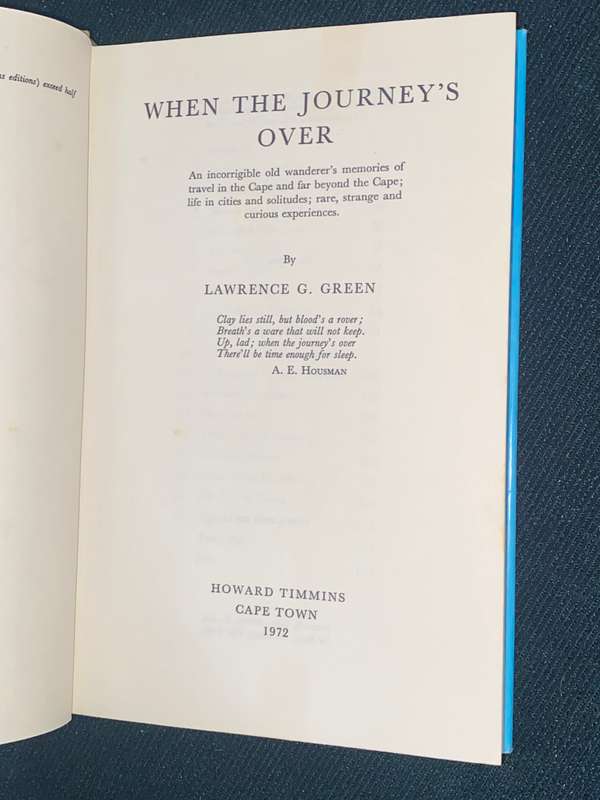 ns editions) exceed half
WHEN THE JOURNEY'S
OVER
An incorrigible old wanderer's memories of
travel in the Cape and far beyond the Cape;
life in cities and solitudes; rare, strange and
curious experiences.
By
LAWRENCE G. GREEN
Clay lies still, but blood's a rover;
Breath's a ware that will not keep.
Up, lad; when the journey's over
There'll be time enough for sleep.
A. E. HOUSMAN
HOWARD TIMMINS
CAPE TOWN
1972